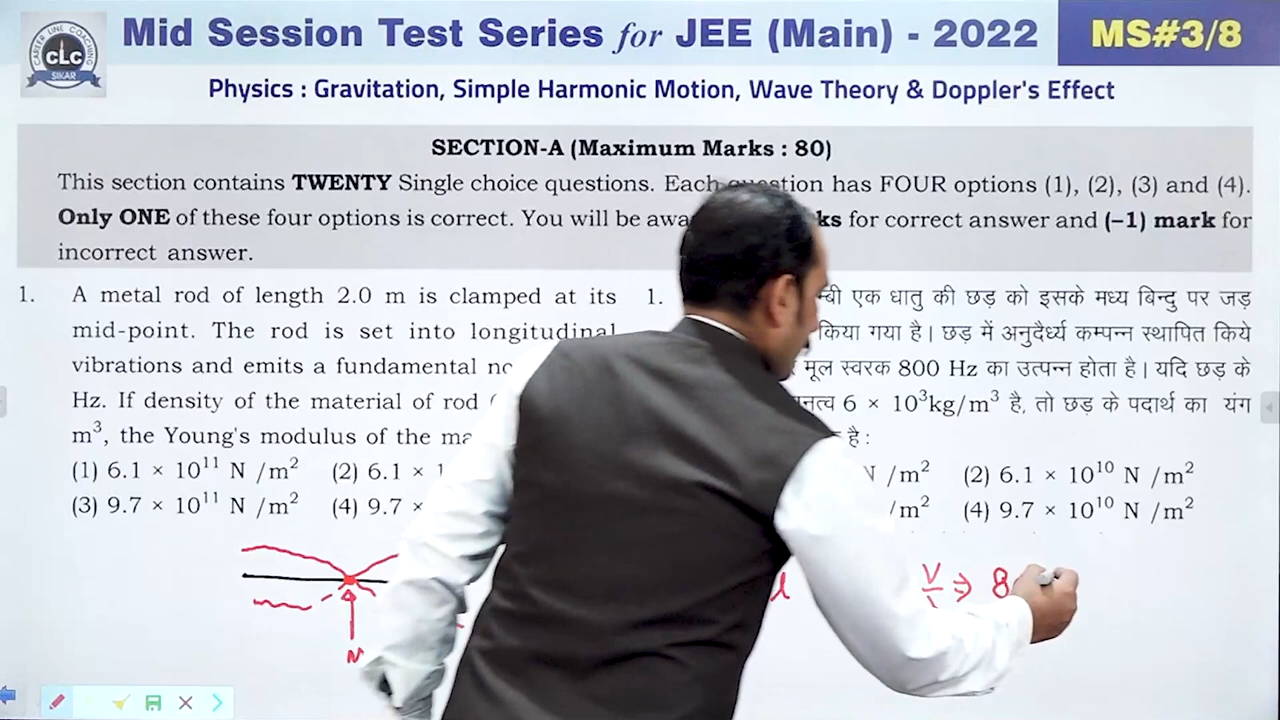 CAREER LINE COACHING
CLC
SIKAR
Mid Session Test Series for JEE (Main) - 2022
MS#3/8
Physics : Gravitation, Simple Harmonic Motion, Wave Theory & Doppler's Effect
SECTION-A (Maximum Marks : 80)
This section contains TWENTY Single choice questions. Each question has FOUR options (1), (2), (3) and (4).
Only ONE of these four options is correct. You will be for correct answer and (–1) mark for
incorrect answer.
1. A metal rod of length 2.0 m is clamped at its
mid-point. The rod is set into longitudinal
vibrations and emits a fundamental
Hz. If density of the material of rod
m³, the Young's modulus of the
(1) 6.1 × 10¹¹ N /m² (2) 6.1 ×
(3) 9.7 × 10¹¹ N /m² (4) 9.7 ×
1. एक धातु की छड़ को इसके मध्य बिन्दु पर जड़
किया गया है। छड़ में अनुदैर्ध्य कम्पन्न स्थापित किये
मूल स्वरक 800 Hz का उत्पन्न होता है। यदि छड़ के
6 × 10³kg/m³ है, तो छड़ के पदार्थ का यंग
है :
N /m² (2) 6.1 × 10¹⁰ N /m²
/m² (4) 9.7 × 10¹⁰ N /m²
N
l
V ⇒ 8